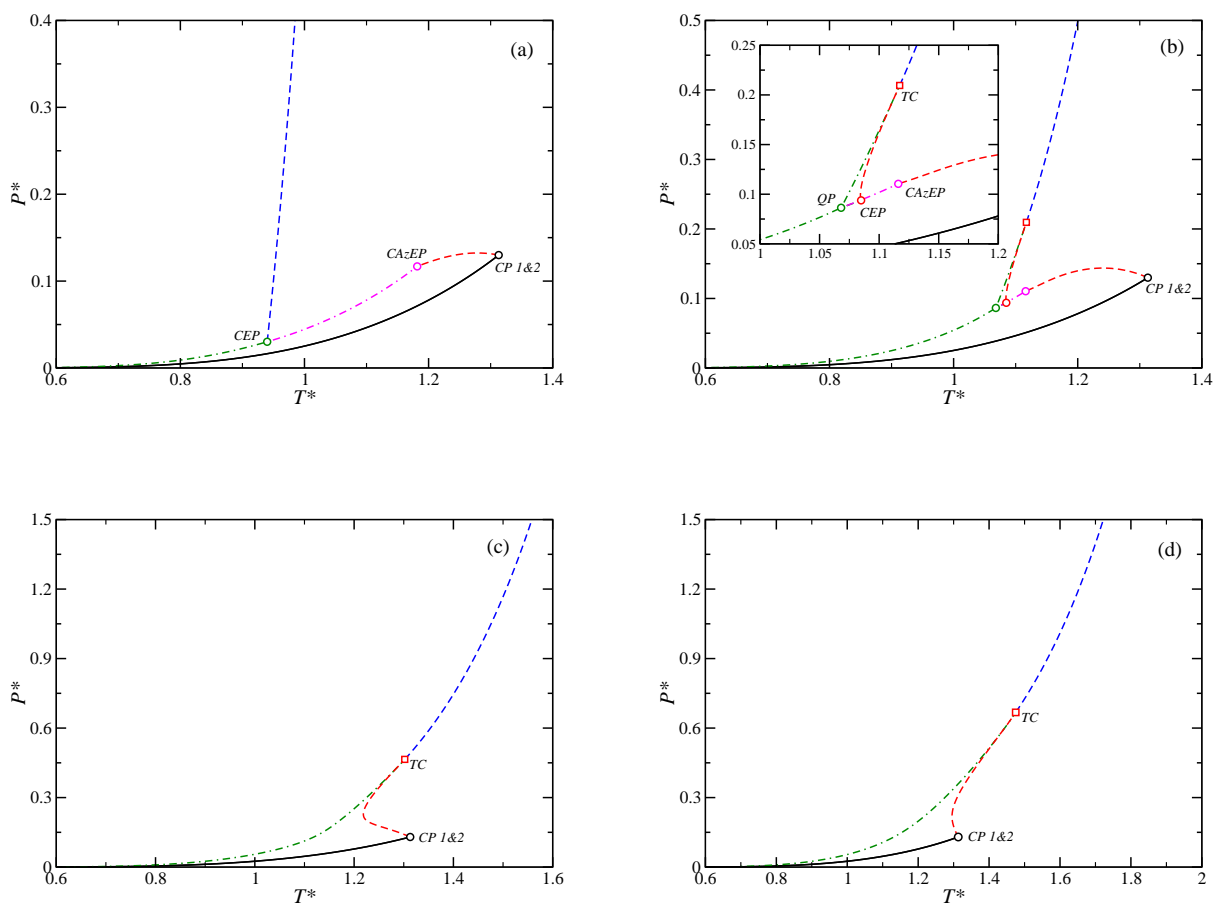 (a)
P*
0.4
0.3
0.2
0.1
0
CAzEP
CP 1&2
CEP
0.6 0.8 1 1.2 1.4
T*
(b)
P*
0.5
0.4
0.3
0.2
0.1
0
0.25
0.2
0.15
0.1
0.05
TC
QP
CEP
CAzEP
1 1.05 1.1 1.15 1.2
CP 1&2
0.6 0.8 1 1.2 1.4
T*
(c)
P*
1.5
1.2
0.9
0.6
0.3
0
TC
CP 1&2
0.6 0.8 1 1.2 1.4 1.6
T*
(d)
P*
1.5
1.2
0.9
0.6
0.3
0
TC
CP 1&2
0.6 0.8 1 1.2 1.4 1.6 1.8 2
T*